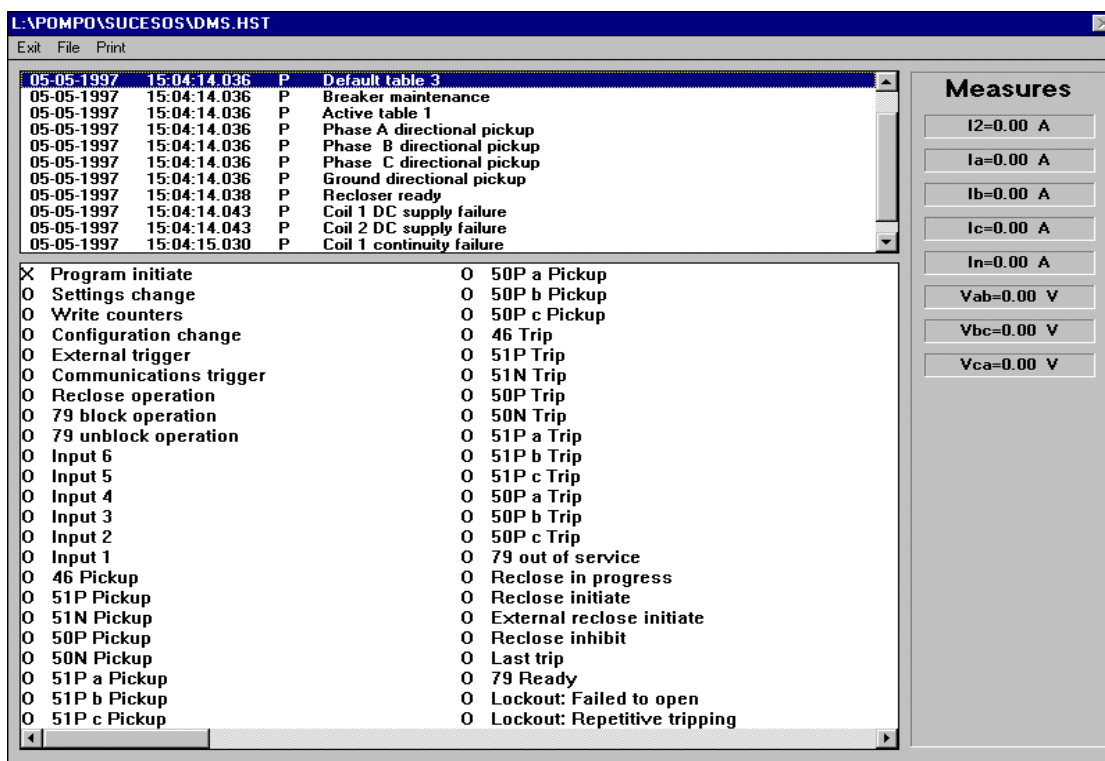 L:\POMPO\SUCESOS\DMS.HST
Exit File Print
05-05-1997 15:04:14.036 P Default table 3
05-05-1997 15:04:14.036 P Breaker maintenance
05-05-1997 15:04:14.036 P Active table 1
05-05-1997 15:04:14.036 P Phase A directional pickup
05-05-1997 15:04:14.036 P Phase B directional pickup
05-05-1997 15:04:14.036 P Phase C directional pickup
05-05-1997 15:04:14.036 P Ground directional pickup
05-05-1997 15:04:14.038 P Recloser ready
05-05-1997 15:04:14.043 P Coil 1 DC supply failure
05-05-1997 15:04:14.043 P Coil 2 DC supply failure
05-05-1997 15:04:15.030 P Coil 1 continuity failure
X Program initiate
O Settings change
O Write counters
O Configuration change
O External trigger
O Communications trigger
O Reclose operation
O 79 block operation
O 79 unblock operation
O Input 6
O Input 5
O Input 4
O Input 3
O Input 2
O Input 1
O 46 Pickup
O 51P Pickup
O 51N Pickup
O 50P Pickup
O 50N Pickup
O 51P a Pickup
O 51P b Pickup
O 51P c Pickup
O 50P a Pickup
O 50P b Pickup
O 50P c Pickup
O 46 Trip
O 51P Trip
O 51N Trip
O 50P Trip
O 50N Trip
O 51P a Trip
O 51P b Trip
O 51P c Trip
O 50P a Trip
O 50P b Trip
O 50P c Trip
O 79 out of service
O Reclose in progress
O Reclose initiate
O External reclose initiate
O Reclose inhibit
O Last trip
O 79 Ready
O Lockout: Failed to open
O Lockout: Repetitive tripping
Measures
I2=0.00 A
Ia=0.00 A
Ib=0.00 A
Ic=0.00 A
In=0.00 A
Vab=0.00 V
Vbc=0.00 V
Vca=0.00 V